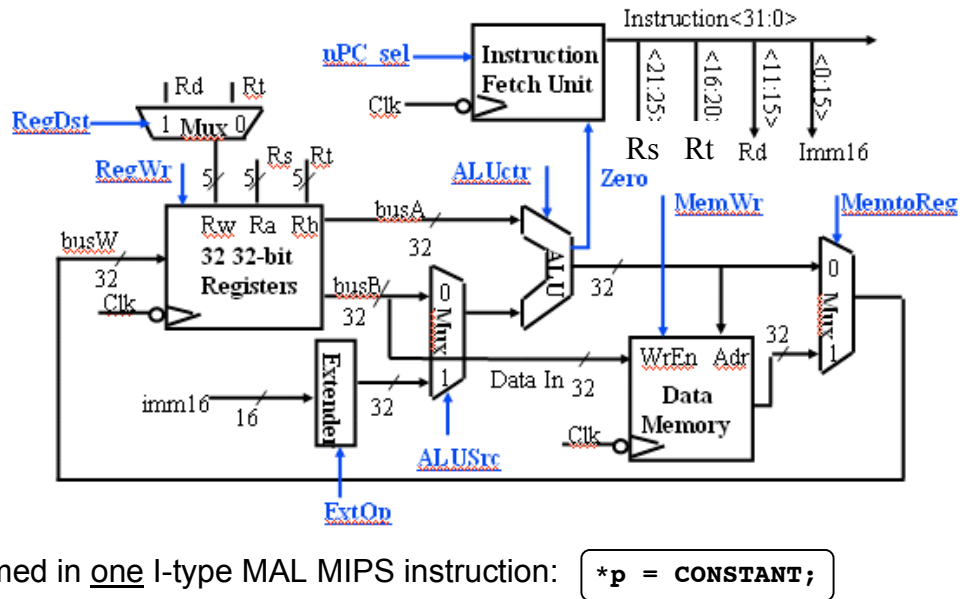 Instruction<31:0>
nPC_sel
Instruction
Fetch Unit
Clk
<21:25>
<16:20>
<11:15>
<0:15>
Rs
Rt
Rd
Imm16
Rd
Rt
RegDst
1 Mux 0
RegWr
5
5
5
Rs
Rt
ALUctr
Zero
MemWr
MemtoReg
busW
32
Rw Ra Rb
32 32-bit
Registers
Clk
busA
32
busB
32
0
Mux
1
ALU
32
0
Mux
1
32
WrEn Adr
Data In
32
Data
Memory
Clk
imm16
16
Extender
32
ALUSrc
ExtOp
med in one I-type MAL MIPS instruction:
*p = CONSTANT;